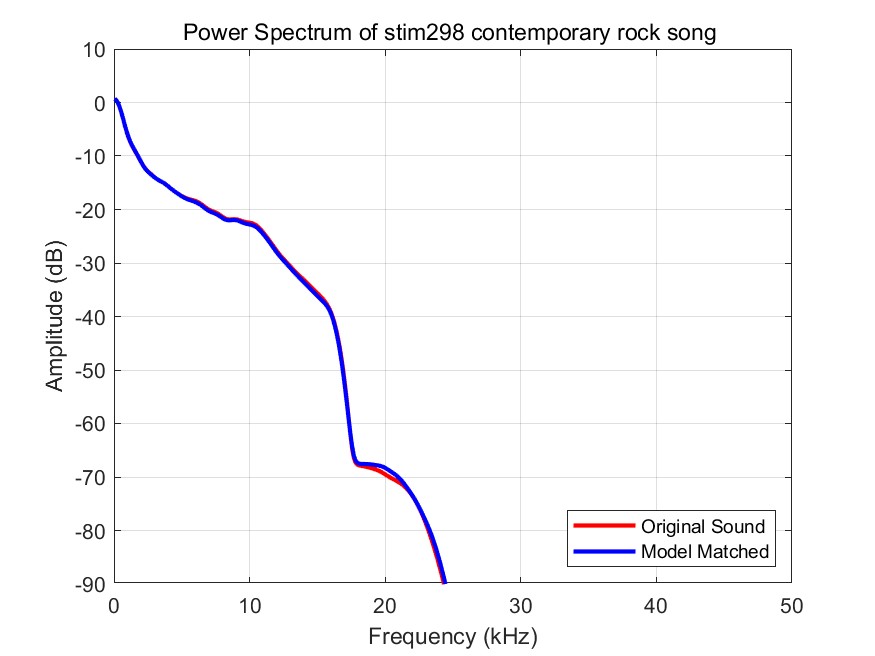 Power Spectrum of stim298 contemporary rock song
10
0
-10
-20
-30
-40
-50
-60
-70
-80
-90
Amplitude (dB)
Original Sound
Model Matched
0 10 20 30 40 50
Frequency (kHz)